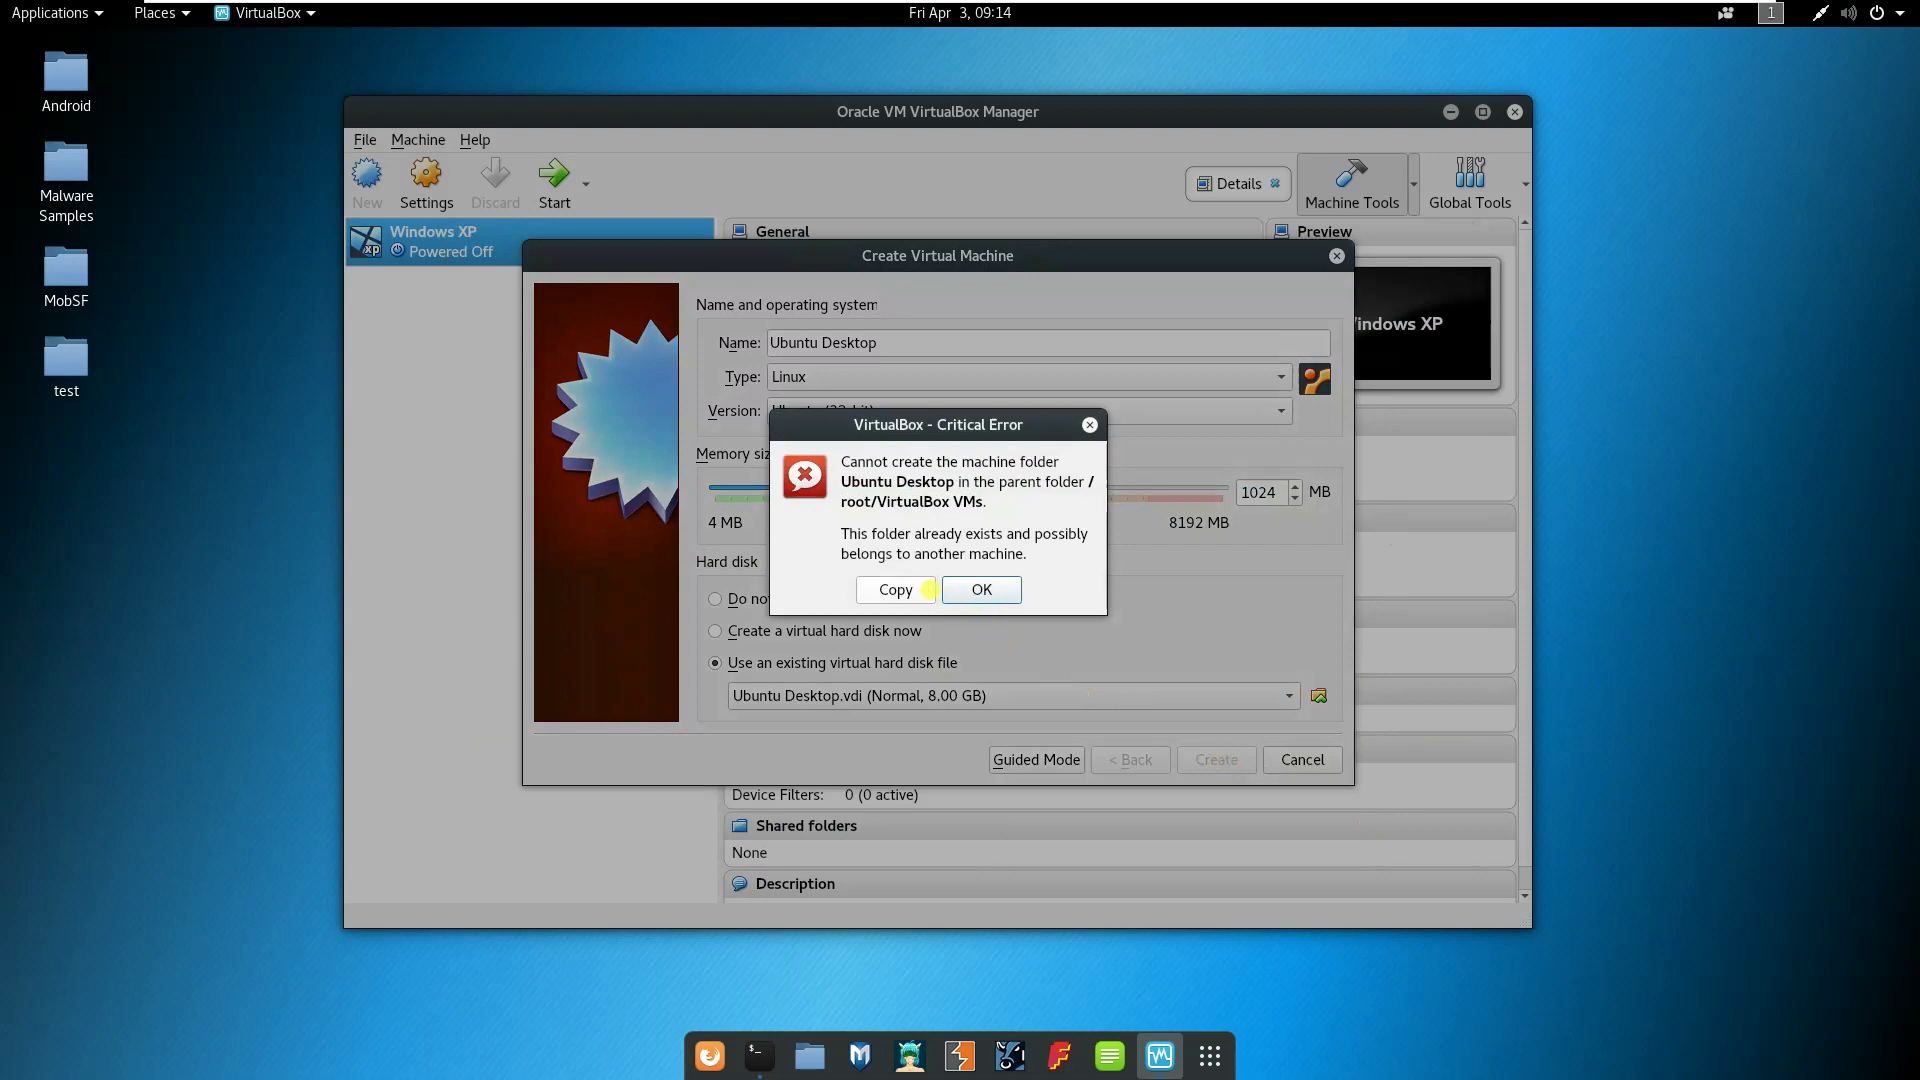 Applications Places VirtualBox Fri Apr 3, 09:14 1
Android
Malware
Samples
MobSF
test
Oracle VM VirtualBox Manager
File Machine Help
New Settings Discard Start Details Machine Tools Global Tools
Windows XP
Powered Off
General Preview
Create Virtual Machine
Name and operating system
Name: Ubuntu Desktop
indows XP
Type: Linux
Version:
VirtualBox - Critical Error
Memory siz
Cannot create the machine folder
Ubuntu Desktop in the parent folder /
root/VirtualBox VMs.
1024 MB
4 MB 8192 MB
This folder already exists and possibly
belongs to another machine.
Hard disk
Copy OK
Do no
Create a virtual hard disk now
Use an existing virtual hard disk file
Ubuntu Desktop.vdi (Normal, 8.00 GB)
Guided Mode < Back Create Cancel
Device Filters: 0 (0 active)
Shared folders
None
Description